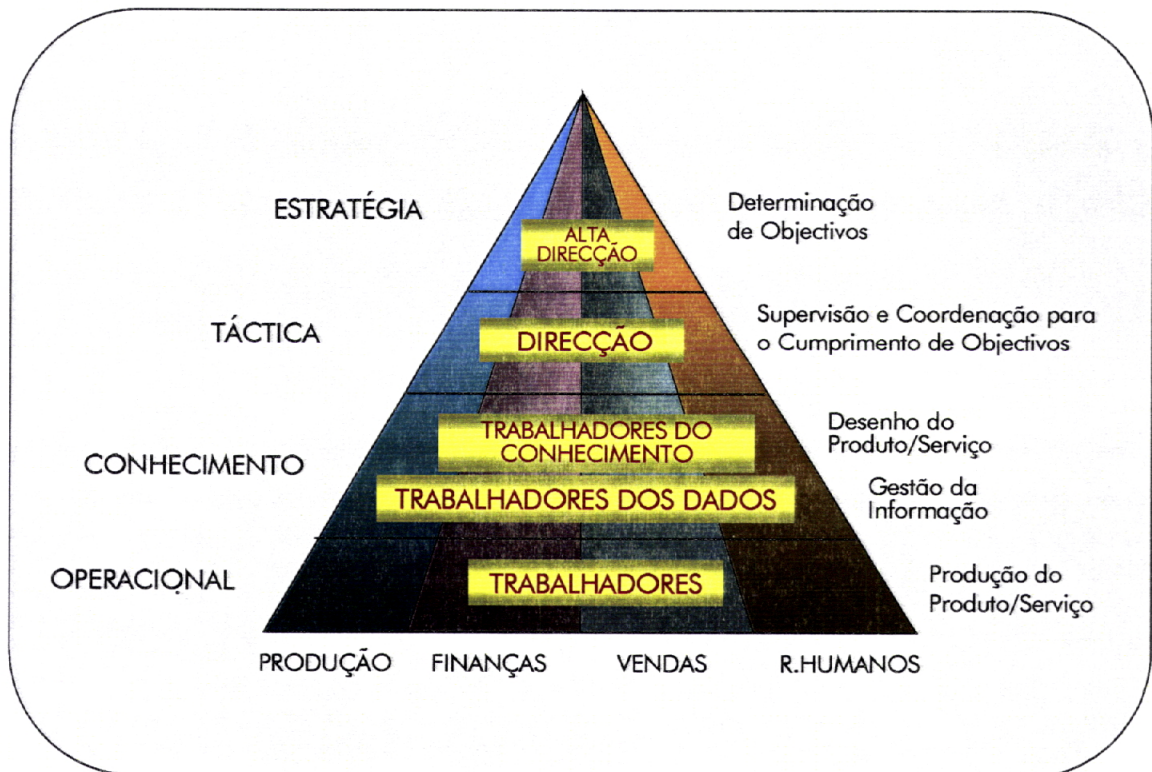 ESTRATÉGIA
ALTA
DIRECÇÃO
Determinação
de Objectivos
TÁCTICA
DIRECÇÃO
Supervisão e Coordenação para
o Cumprimento de Objectivos
CONHECIMENTO
TRABALHADORES DO
CONHECIMENTO
Desenho do
Produto/Serviço
TRABALHADORES DOS DADOS
Gestão da
Informação
OPERACIONAL
TRABALHADORES
Produção do
Produto/Serviço
PRODUÇÃO FINANÇAS VENDAS R.HUMANOS